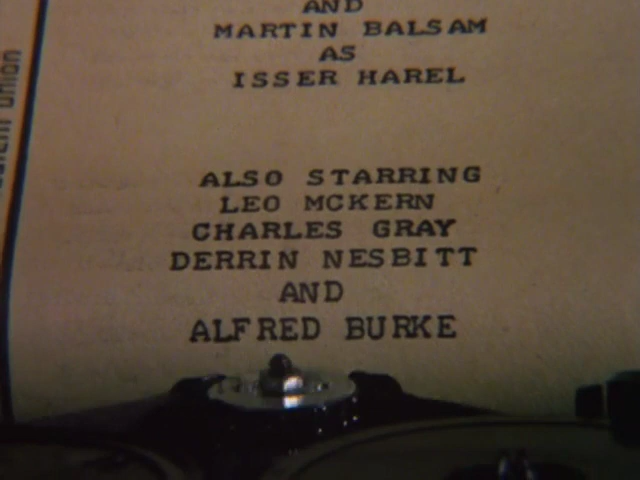 AND
MARTIN BALSAM
AS
ISSER HAREL
ALSO STARRING
LEO MCKERN
CHARLES GRAY
DERRIN NESBITT
AND
ALFRED BURKE